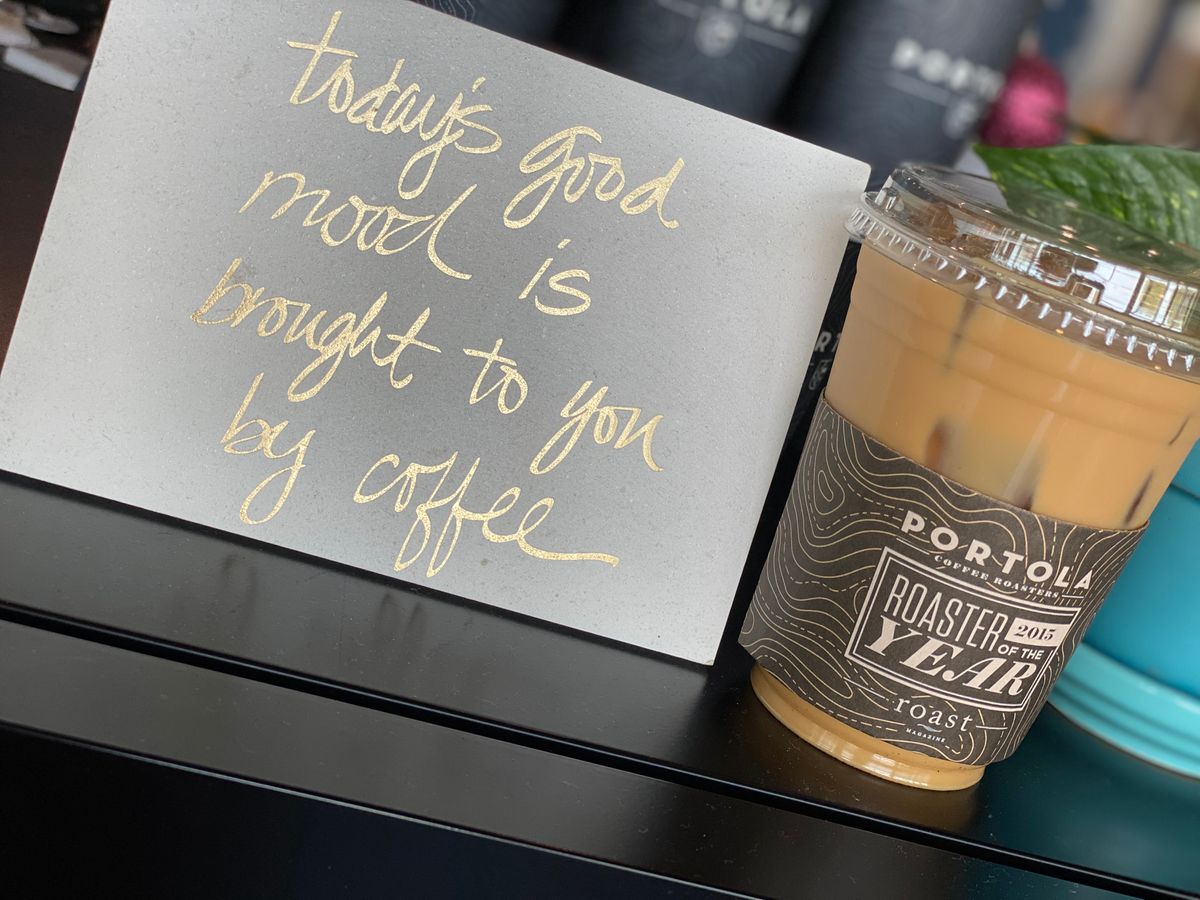 today's good
mood is
brought to you
by coffee
PORTOLA
COFFEE ROASTERS
ROASTER 2015
OF THE
YEAR
roast
MAGAZINE